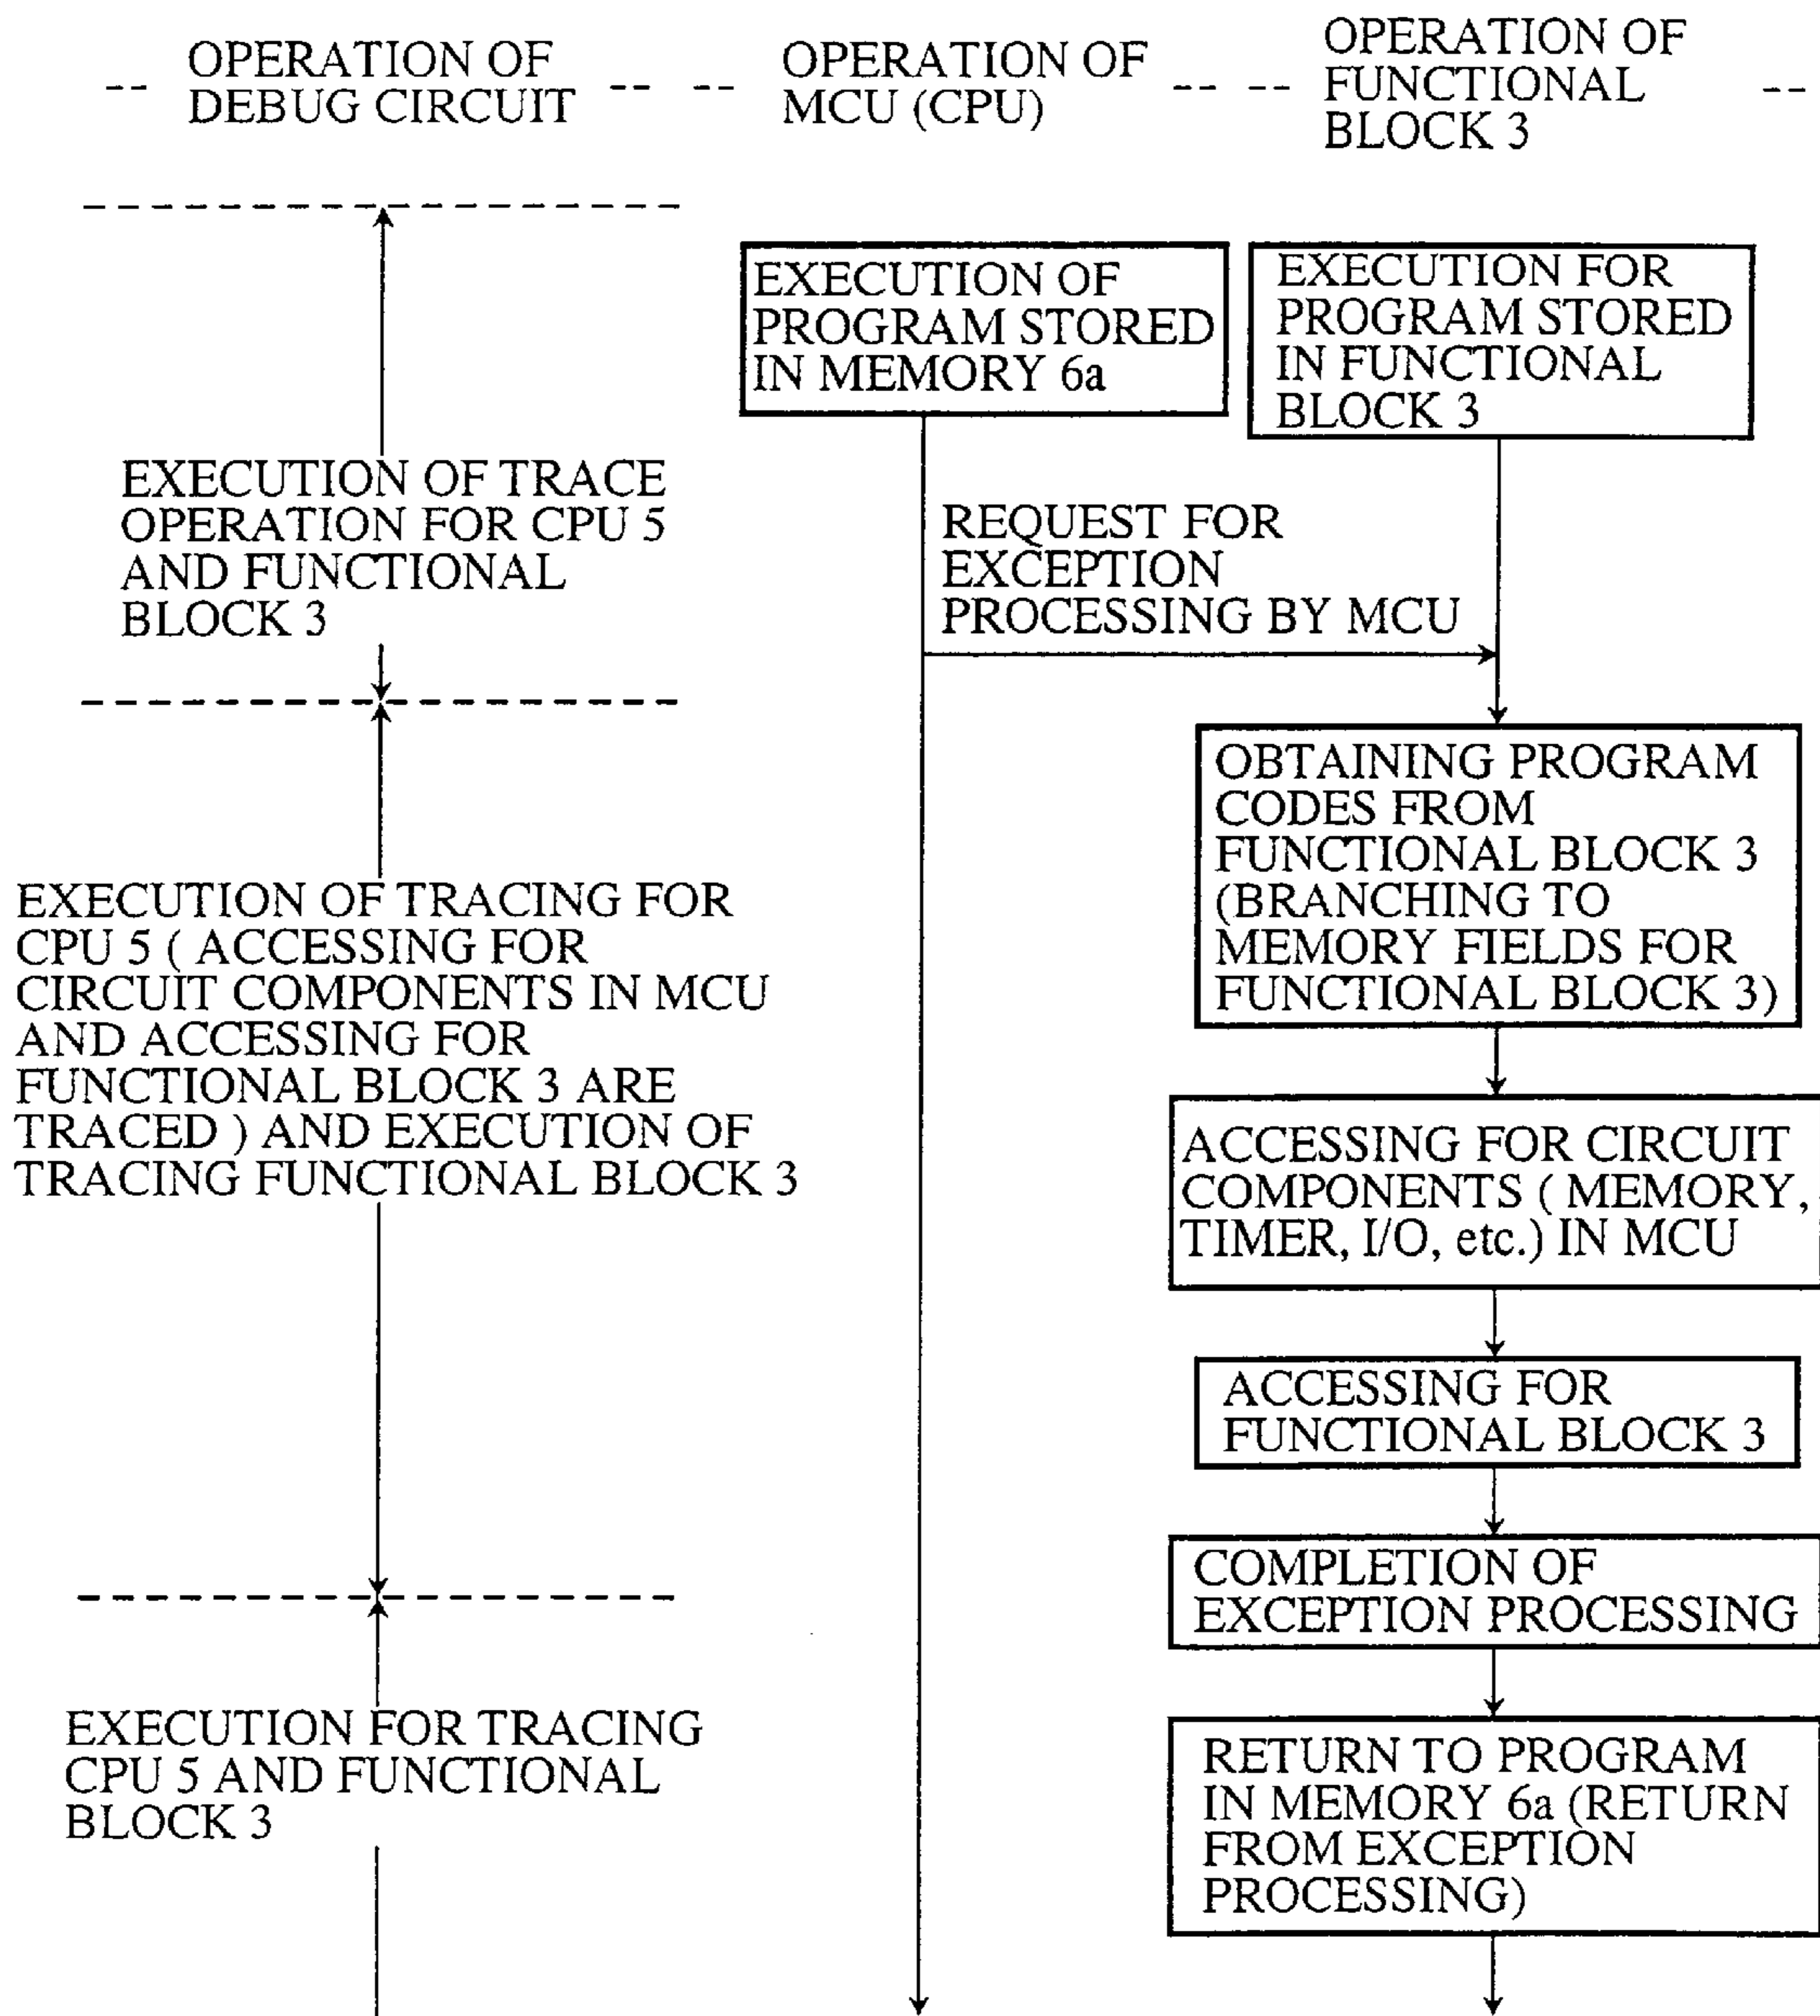 -- OPERATION OF DEBUG CIRCUIT --
-- OPERATION OF MCU (CPU) --
-- OPERATION OF FUNCTIONAL BLOCK 3 --
EXECUTION OF
PROGRAM STORED
IN MEMORY 6a
EXECUTION FOR
PROGRAM STORED
IN FUNCTIONAL
BLOCK 3
EXECUTION OF TRACE
OPERATION FOR CPU 5
AND FUNCTIONAL
BLOCK 3
REQUEST FOR
EXCEPTION
PROCESSING BY MCU
OBTAINING PROGRAM
CODES FROM
FUNCTIONAL BLOCK 3
(BRANCHING TO
MEMORY FIELDS FOR
FUNCTIONAL BLOCK 3)
EXECUTION OF TRACING FOR
CPU 5 ( ACCESSING FOR
CIRCUIT COMPONENTS IN MCU
AND ACCESSING FOR
FUNCTIONAL BLOCK 3 ARE
TRACED ) AND EXECUTION OF
TRACING FUNCTIONAL BLOCK 3
ACCESSING FOR CIRCUIT
COMPONENTS ( MEMORY,
TIMER, I/O, etc.) IN MCU
ACCESSING FOR
FUNCTIONAL BLOCK 3
COMPLETION OF
EXCEPTION PROCESSING
EXECUTION FOR TRACING
CPU 5 AND FUNCTIONAL
BLOCK 3
RETURN TO PROGRAM
IN MEMORY 6a (RETURN
FROM EXCEPTION
PROCESSING)